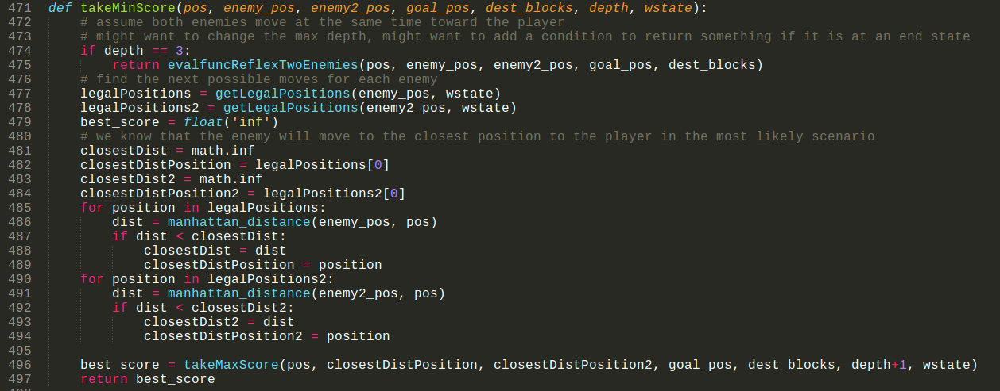 471 def takeMinScore(pos, enemy_pos, enemy2_pos, goal_pos, dest_blocks, depth, wstate):
472     # assume both enemies move at the same time toward the player
473     # might want to change the max depth, might want to add a condition to return something if it is at an end state
474     if depth == 3:
475         return evalfuncReflexTwoEnemies(pos, enemy_pos, enemy2_pos, goal_pos, dest_blocks)
476     # find the next possible moves for each enemy
477     legalPositions = getLegalPositions(enemy_pos, wstate)
478     legalPositions2 = getLegalPositions(enemy2_pos, wstate)
479     best_score = float('inf')
480     # we know that the enemy will move to the closest position to the player in the most likely scenario
481     closestDist = math.inf
482     closestDistPosition = legalPositions[0]
483     closestDist2 = math.inf
484     closestDistPosition2 = legalPositions2[0]
485     for position in legalPositions:
486         dist = manhattan_distance(enemy_pos, pos)
487         if dist < closestDist:
488             closestDist = dist
489             closestDistPosition = position
490     for position in legalPositions2:
491         dist = manhattan_distance(enemy2_pos, pos)
492         if dist < closestDist2:
493             closestDist2 = dist
494             closestDistPosition2 = position
495
496     best_score = takeMaxScore(pos, closestDistPosition, closestDistPosition2, goal_pos, dest_blocks, depth+1, wstate)
497     return best_score